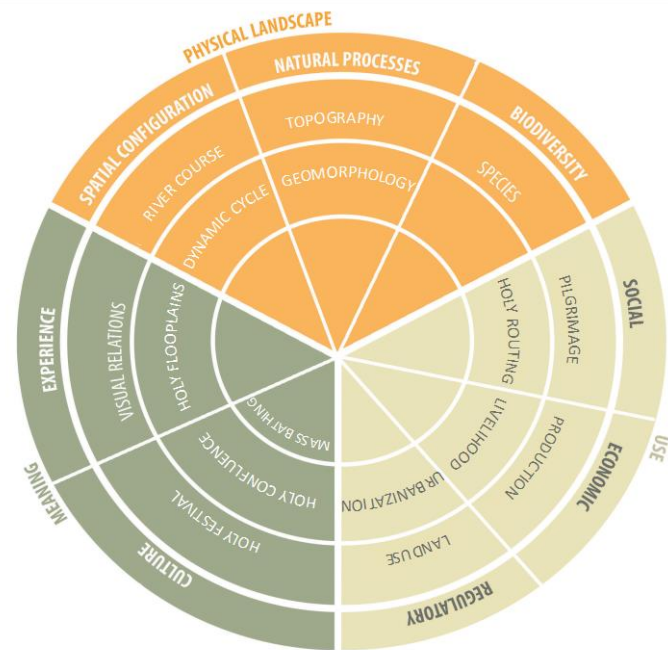 PHYSICAL LANDSCAPE
SPATIAL CONFIGURATION
NATURAL PROCESSES
BIODIVERSITY
RIVER COURSE
TOPOGRAPHY
SPECIES
DYNAMIC CYCLE
GEOMORPHOLOGY
USE
SOCIAL
ECONOMIC
REGULATORY
PILGRIMAGE
HOLY ROUTING
PRODUCTION
LIVELIHOOD
LAND USE
URBANIZATION
MEANING
EXPERIENCE
CULTURE
VISUAL RELATIONS
HOLY FLOOPLAINS
HOLY FESTIVAL
HOLY CONFLUENCE
MASS BATHING